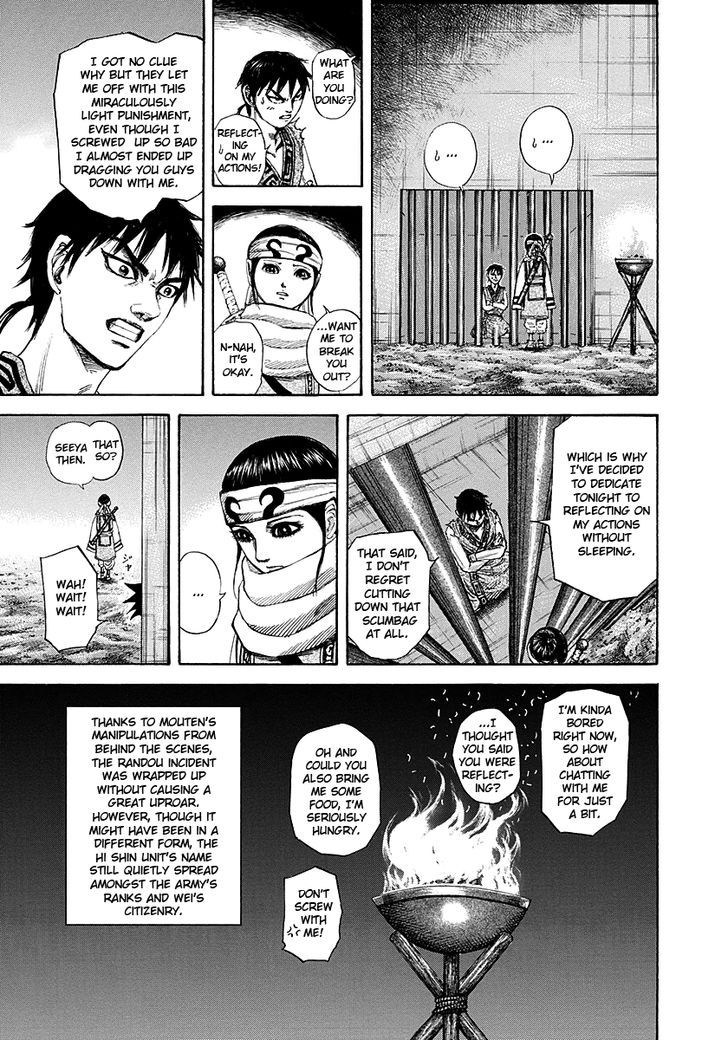 ん...
ん...
WHAT
ARE
YOU
DOING?
REFLECT-
ING
ON MY
ACTIONS!
...WANT
ME TO
BREAK
YOU
OUT?
N-NAH,
IT'S
OKAY.
I GOT NO CLUE
WHY BUT THEY LET
ME OFF WITH THIS
MIRACULOUSLY
LIGHT PUNISHMENT,
EVEN THOUGH I
SCREWED UP SO BAD
I ALMOST ENDED UP
DRAGGING YOU GUYS
DOWN WITH ME.
WHICH IS WHY
I'VE DECIDED
TO DEDICATE
TONIGHT TO
REFLECTING ON
MY ACTIONS
WITHOUT
SLEEPING.
THAT SAID,
I DON'T
REGRET
CUTTING
DOWN THAT
SCUMBAG
AT ALL.
...
THAT
SO?
SEEYA
THEN.
WAH!
WAIT!
WAIT!
I'M KINDA
BORED
RIGHT NOW,
SO HOW
ABOUT
CHATTING
WITH ME
FOR JUST
A BIT.
...I
THOUGHT
YOU SAID
YOU WERE
REFLECT-
ING?
OH AND
COULD YOU
ALSO BRING
ME SOME
FOOD, I'M
SERIOUSLY
HUNGRY.
DON'T
SCREW
WITH
ME!
THANKS TO MOUTEN'S
MANIPULATIONS FROM
BEHIND THE SCENES,
THE RANDOU INCIDENT
WAS WRAPPED UP
WITHOUT CAUSING A
GREAT UPROAR.
HOWEVER, THOUGH IT
MIGHT HAVE BEEN IN A
DIFFERENT FORM, THE
HI SHIN UNIT'S NAME
STILL QUIETLY SPREAD
AMONGST THE ARMY'S
RANKS AND WEI'S
CITIZENRY.